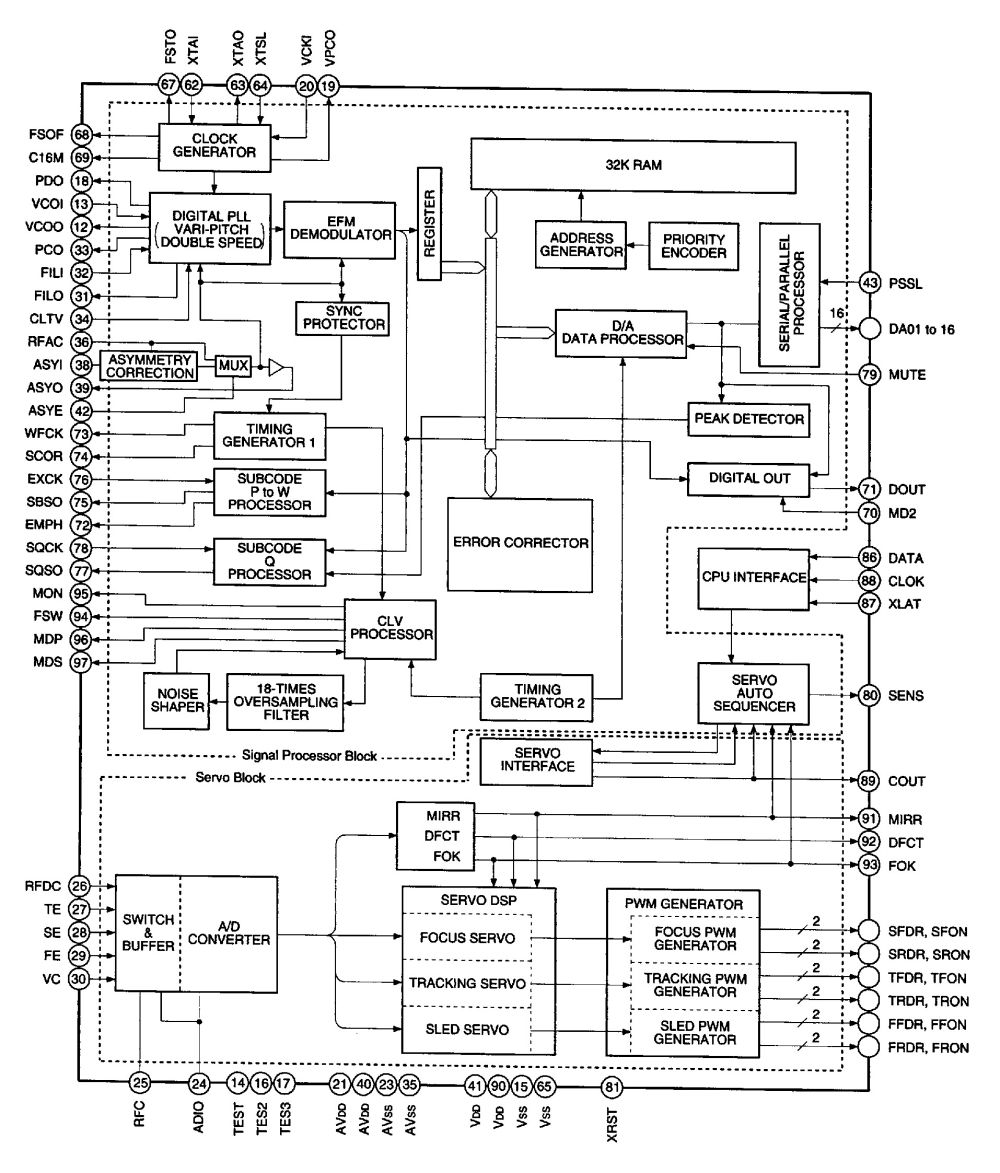 FSTO
XTAI
XTAO
XTSL
VCKI
VPCO
67
62
63
64
20
19
FSOF 68
C16M 69
PDO 18
VCOI 13
VCOO 12
PCO 33
FILI 32
FILO 31
CLTV 34
RFAC 36
ASYI 38
ASYO 39
ASYE 42
WFCK 73
SCOR 74
EXCK 76
SBSO 75
EMPH 72
SQCK 78
SQSO 77
MON 95
FSW 94
MDP 96
MDS 97
CLOCK
GENERATOR
DIGITAL PLL
(VARI-PITCH
DOUBLE SPEED)
EFM
DEMODULATOR
REGISTER
SYNC
PROTECTOR
ASYMMETRY
CORRECTION
MUX
TIMING
GENERATOR 1
SUBCODE
P to W
PROCESSOR
SUBCODE
Q
PROCESSOR
CLV
PROCESSOR
NOISE
SHAPER
18-TIMES
OVERSAMPLING
FILTER
TIMING
GENERATOR 2
32K RAM
ADDRESS
GENERATOR
PRIORITY
ENCODER
SERIAL/PARALLEL
PROCESSOR
D/A
DATA PROCESSOR
PEAK DETECTOR
DIGITAL OUT
ERROR CORRECTOR
CPU INTERFACE
SERVO
AUTO
SEQUENCER
SERVO
INTERFACE
43 PSSL
16
DA01 to 16
79 MUTE
71 DOUT
70 MD2
86 DATA
88 CLOK
87 XLAT
80 SENS
89 COUT
91 MIRR
92 DFCT
93 FOK
Signal Processor Block
Servo Block
MIRR
DFCT
FOK
RFDC 26
TE 27
SE 28
FE 29
VC 30
SWITCH
&
BUFFER
A/D
CONVERTER
SERVO DSP
FOCUS SERVO
TRACKING SERVO
SLED SERVO
PWM GENERATOR
FOCUS PWM
GENERATOR
TRACKING PWM
GENERATOR
SLED PWM
GENERATOR
2 SFDR, SFON
2 SRDR, SRON
2 TFDR, TFON
2 TRDR, TRON
2 FFDR, FFON
2 FRDR, FRON
25
24
14
16
17
21
40
23
35
41
90
15
65
81
RFC
ADIO
TEST
TES2
TES3
AVDD
AVDD
AVSS
AVSS
VDD
VDD
VSS
VSS
XRST